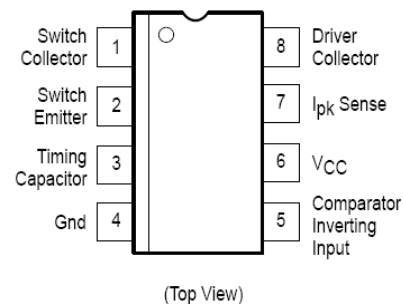 Switch
Collector
1
8
Driver
Collector
Switch
Emitter
2
7
Ipk Sense
Timing
Capacitor
3
6
VCC
Gnd
4
5
Comparator
Inverting
Input
(Top View)